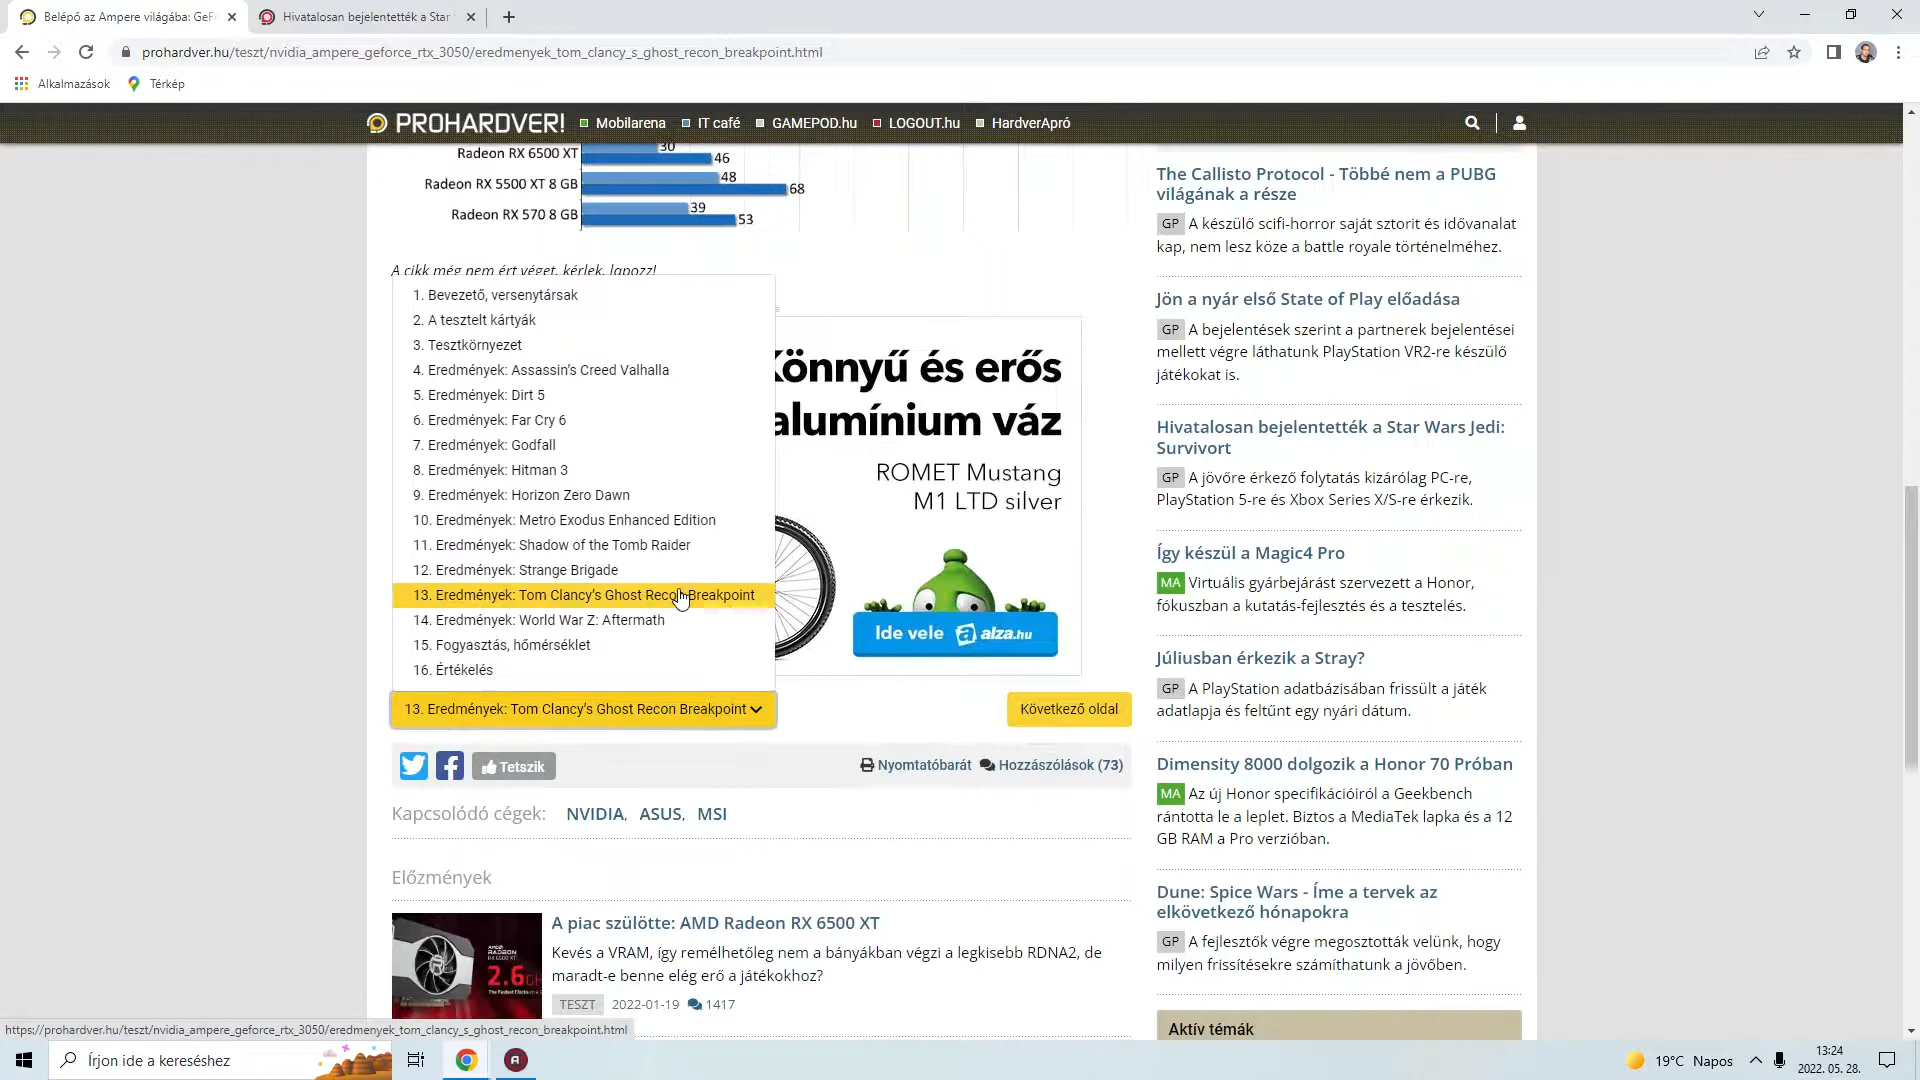 Belépő az Ampere világába: GeF
Hivatalosan bejelentették a Star
prohardver.hu/teszt/nvidia_ampere_geforce_rtx_3050/eredmenyek_tom_clancy_s_ghost_recon_breakpoint.html
Alkalmazások
Térkép
PROHARDVER!
Mobilarena
IT café
GAMEPOD.hu
LOGOUT.hu
HardverApró
Radeon RX 6500 XT 30 46
Radeon RX 5500 XT 8 GB 48 68
Radeon RX 570 8 GB 39 53
A cikk még nem ért véget, kérlek, lapozz!
1. Bevezető, versenytársak
2. A tesztelt kártyák
3. Tesztkörnyezet
4. Eredmények: Assassin's Creed Valhalla
5. Eredmények: Dirt 5
6. Eredmények: Far Cry 6
7. Eredmények: Godfall
8. Eredmények: Hitman 3
9. Eredmények: Horizon Zero Dawn
10. Eredmények: Metro Exodus Enhanced Edition
11. Eredmények: Shadow of the Tomb Raider
12. Eredmények: Strange Brigade
13. Eredmények: Tom Clancy's Ghost Recon Breakpoint
14. Eredmények: World War Z: Aftermath
15. Fogyasztás, hőmérséklet
16. Értékelés
13. Eredmények: Tom Clancy's Ghost Recon Breakpoint
Könnyű és erős
alumínium váz
ROMET Mustang
M1 LTD silver
Ide vele alza.hu
Következő oldal
Tetszik
Nyomtatóbarát
Hozzászólások (73)
Kapcsolódó cégek: NVIDIA, ASUS, MSI
Előzmények
AMD
RADEON
RX 6500 XT
2.6
A piac szülötte: AMD Radeon RX 6500 XT
Kevés a VRAM, így remélhetőleg nem a bányákban végzi a legkisebb RDNA2, de
maradt-e benne elég erő a játékokhoz?
TESZT 2022-01-19 1417
The Callisto Protocol - Többé nem a PUBG
világának a része
GP A készülő scifi-horror saját sztorit és idővanalat
kap, nem lesz köze a battle royale történelméhez.
Jön a nyár első State of Play előadása
GP A bejelentések szerint a partnerek bejelentései
mellett végre láthatunk PlayStation VR2-re készülő
játékokat is.
Hivatalosan bejelentették a Star Wars Jedi:
Survivort
GP A jövőre érkező folytatás kizárólag PC-re,
PlayStation 5-re és Xbox Series X/S-re érkezik.
Így készül a Magic4 Pro
MA Virtuális gyárbejárást szervezett a Honor,
fókuszban a kutatás-fejlesztés és a tesztelés.
Júliusban érkezik a Stray?
GP A PlayStation adatbázisában frissült a játék
adatlapja és feltűnt egy nyári dátum.
Dimensity 8000 dolgozik a Honor 70 Próban
MA Az új Honor specifikációiról a Geekbench
rántotta le a leplet. Biztos a MediaTek lapka és a 12
GB RAM a Pro verzióban.
Dune: Spice Wars - Íme a tervek az
elkövetkező hónapokra
GP A fejlesztők végre megosztották velünk, hogy
milyen frissítésekre számíthatunk a jövőben.
Aktív témák
https://prohardver.hu/teszt/nvidia_ampere_geforce_rtx_3050/eredmenyek_tom_clancy_s_ghost_recon_breakpoint.html
Írjon ide a kereséshez
19°C Napos
13:24
2022. 05. 28.